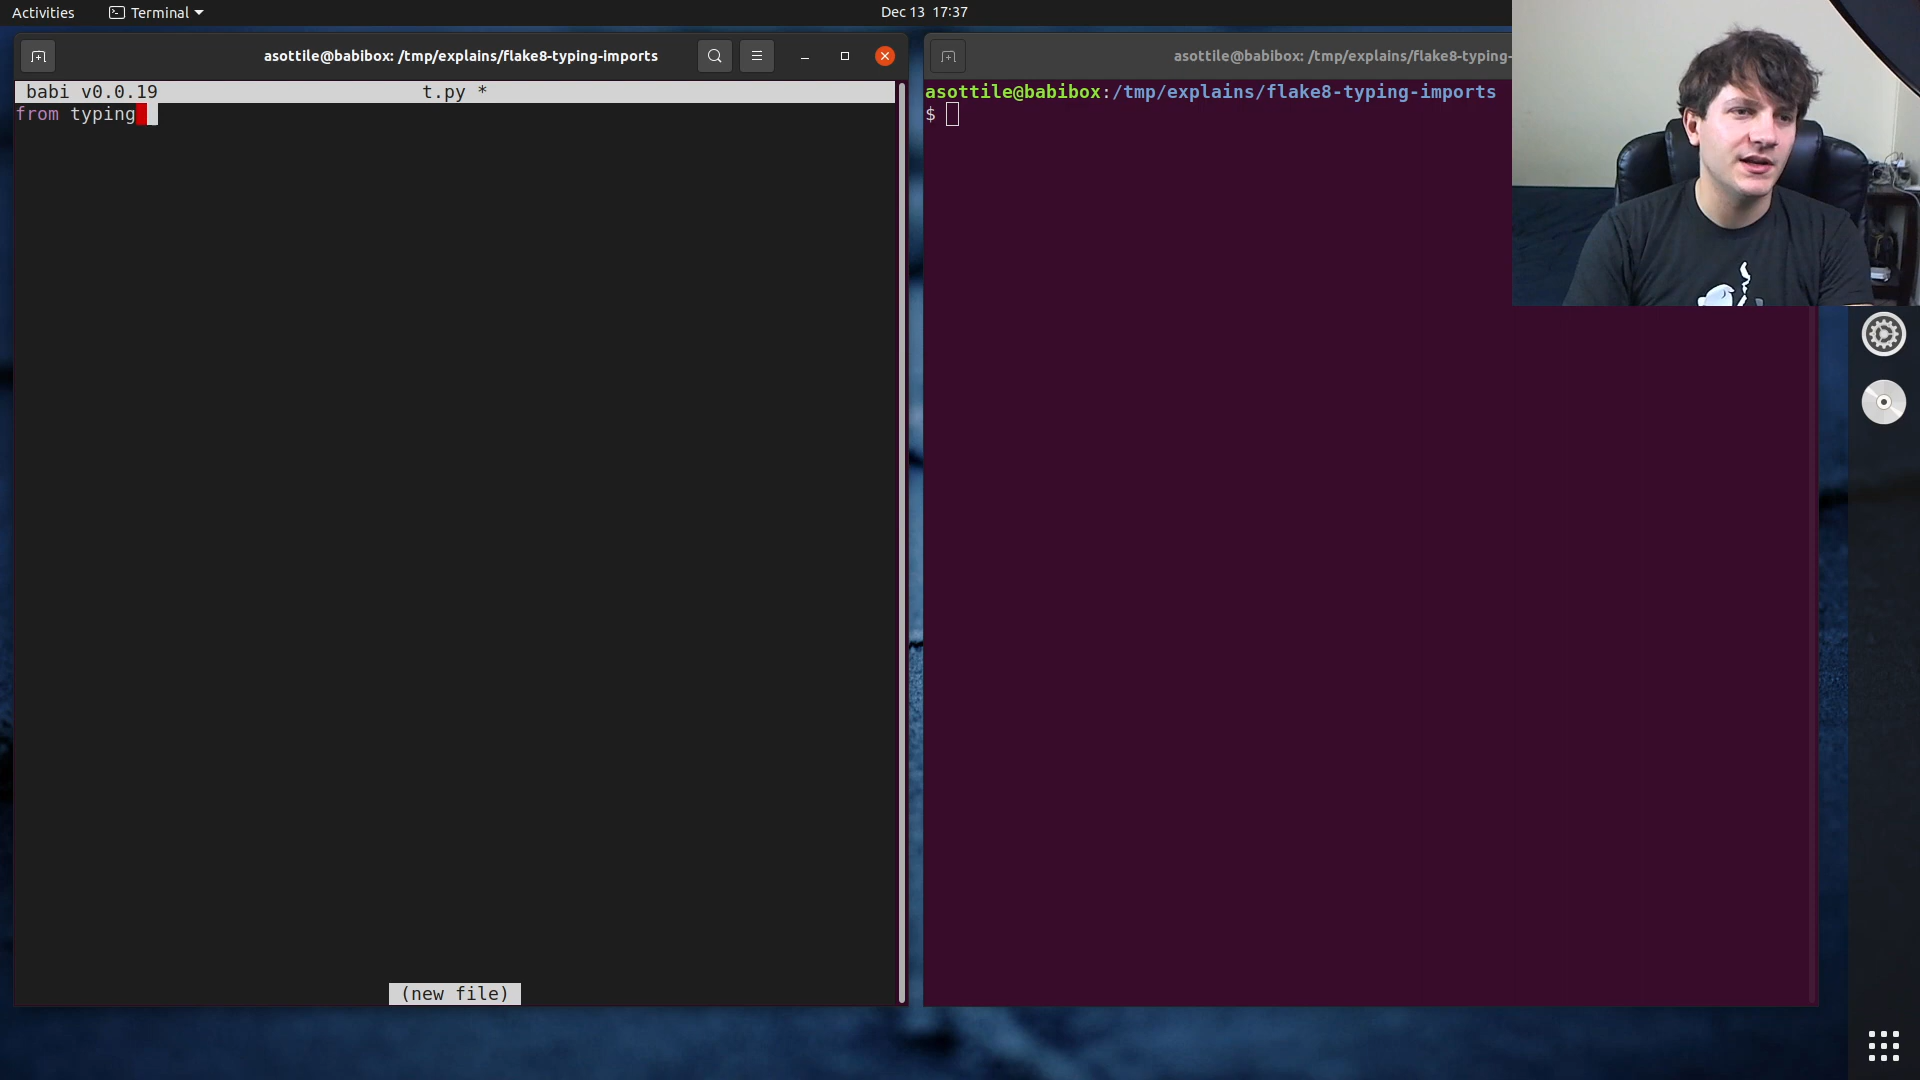 Activities
Terminal
Dec 13 17:37
asottile@babibox: /tmp/explains/flake8-typing-imports
babi v0.0.19 t.py *
from typing
(new file)
asottile@babibox: /tmp/explains/flake8-typing-
asottile@babibox:/tmp/explains/flake8-typing-imports
$